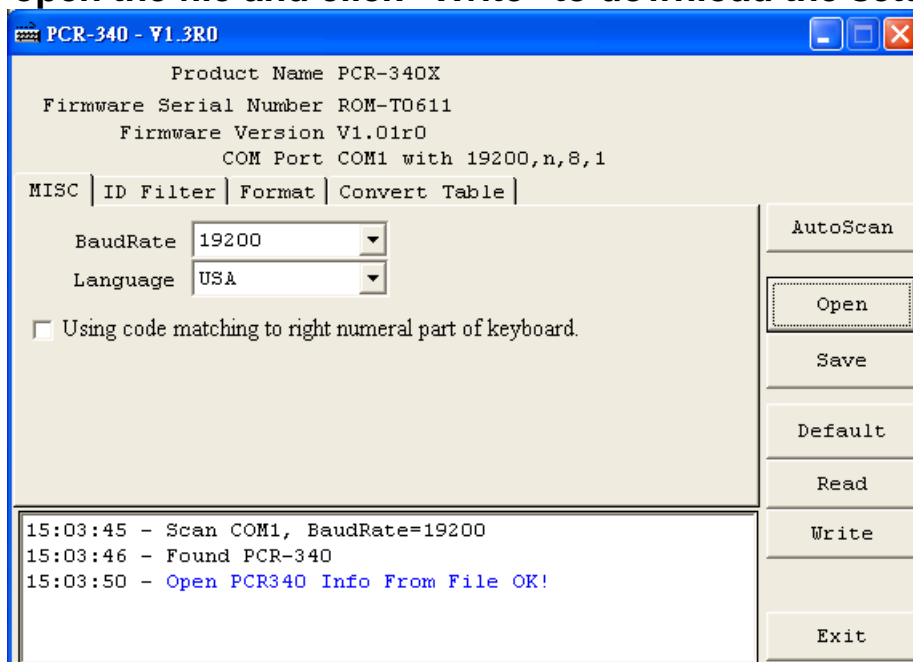 PCR-340 - V1.3R0
Product Name PCR-340X
Firmware Serial Number ROM-T0611
Firmware Version V1.01r0
COM Port COM1 with 19200,n,8,1
MISC ID Filter Format Convert Table
BaudRate 19200
Language USA
Using code matching to right numeral part of keyboard.
AutoScan
Open
Save
Default
Read
Write
Exit
15:03:45 - Scan COM1, BaudRate=19200
15:03:46 - Found PCR-340
15:03:50 - Open PCR340 Info From File OK!